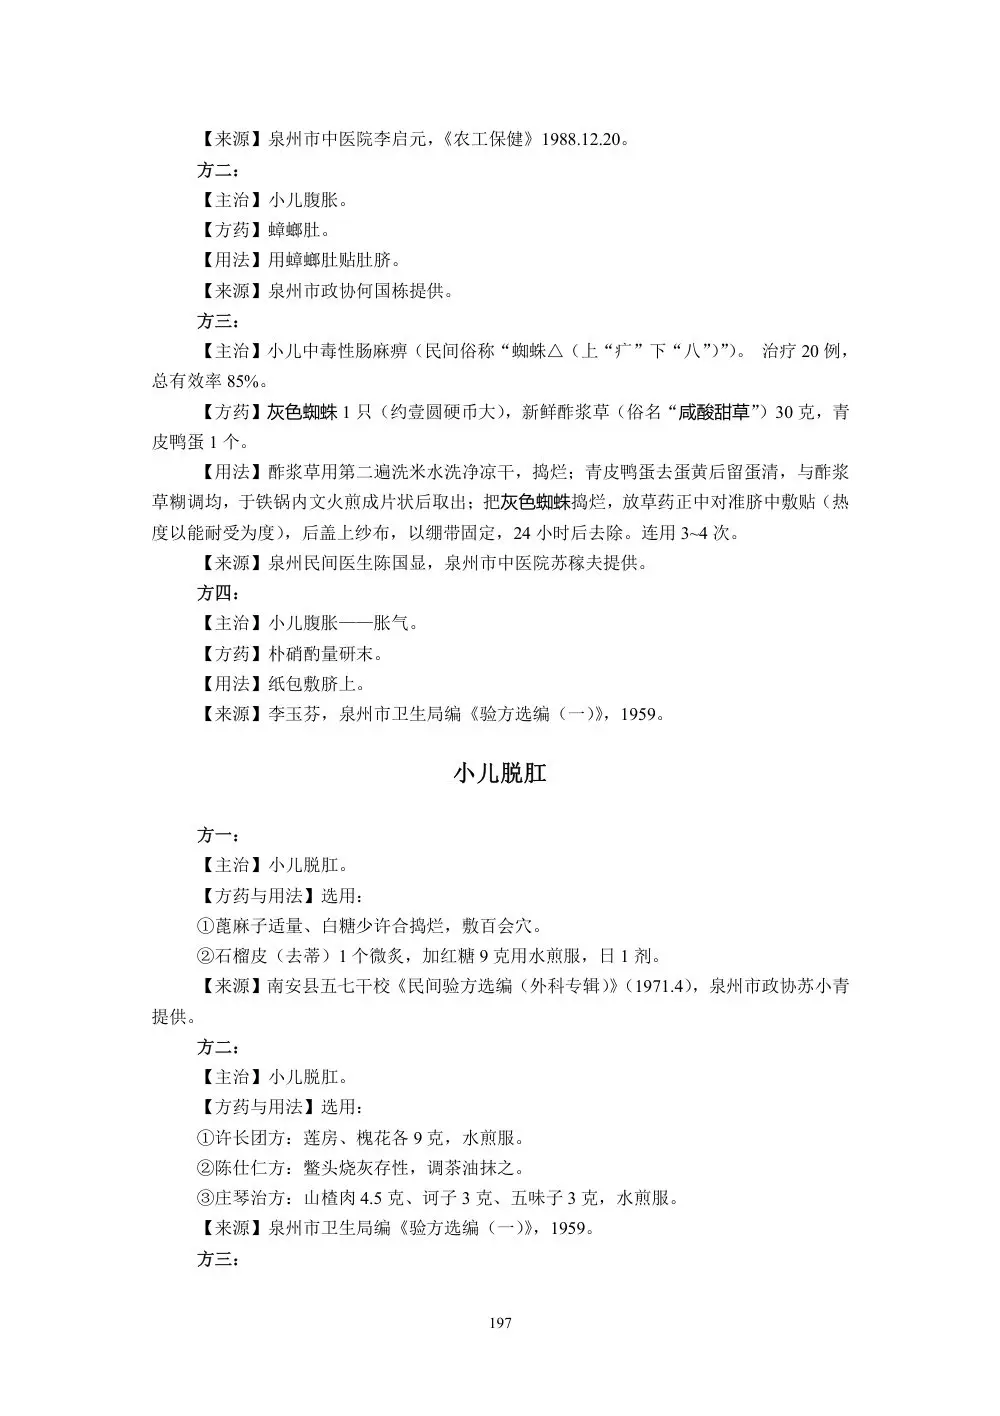 【来源】泉州市中医院李启元，《农工保健》1988.12.20。
方二：
【主治】小儿腹胀。
【方药】蟑螂肚。
【用法】用蟑螂肚贴肚脐。
【来源】泉州市政协何国栋提供。
方三：
【主治】小儿中毒性肠麻痹（民间俗称“蜘蛛△（上“疒”下“八”）”）。 治疗 20 例，
总有效率 85%。
【方药】灰色蜘蛛 1 只（约壹圆硬币大），新鲜酢浆草（俗名“咸酸甜草”）30 克，青
皮鸭蛋 1 个。
【用法】酢浆草用第二遍洗米水洗净凉干，捣烂；青皮鸭蛋去蛋黄后留蛋清，与酢浆
草糊调均，于铁锅内文火煎成片状后取出；把灰色蜘蛛捣烂，放草药正中对准脐中敷贴（热
度以能耐受为度），后盖上纱布，以绷带固定，24 小时后去除。连用 3~4 次。
【来源】泉州民间医生陈国显，泉州市中医院苏稼夫提供。
方四：
【主治】小儿腹胀——胀气。
【方药】朴硝酌量研末。
【用法】纸包敷脐上。
【来源】李玉芬，泉州市卫生局编《验方选编（一）》，1959。
小儿脱肛
方一：
【主治】小儿脱肛。
【方药与用法】选用：
①蓖麻子适量、白糖少许合捣烂，敷百会穴。
②石榴皮（去蒂）1 个微炙，加红糖 9 克用水煎服，日 1 剂。
【来源】南安县五七干校《民间验方选编（外科专辑）》（1971.4），泉州市政协苏小青
提供。
方二：
【主治】小儿脱肛。
【方药与用法】选用：
①许长团方：莲房、槐花各 9 克，水煎服。
②陈仕仁方：鳖头烧灰存性，调茶油抹之。
③庄琴治方：山楂肉 4.5 克、诃子 3 克、五味子 3 克，水煎服。
【来源】泉州市卫生局编《验方选编（一）》，1959。
方三：
197